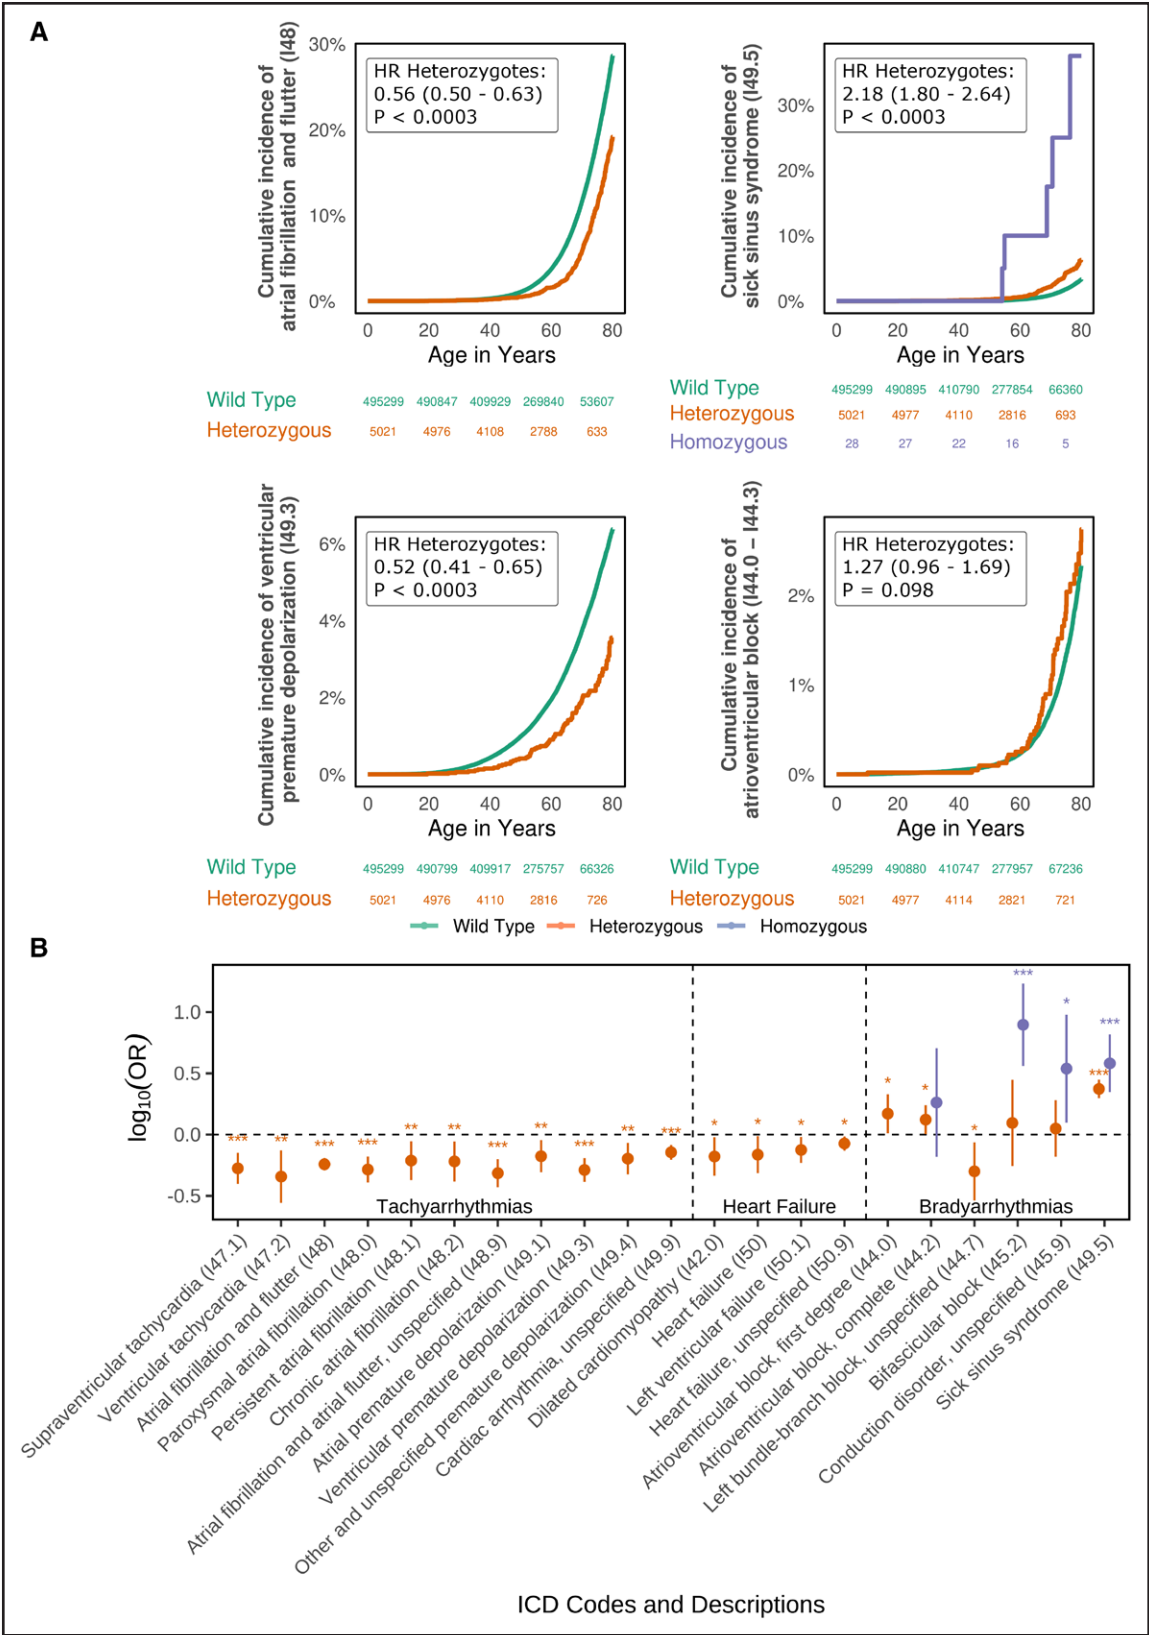 A
Cumulative incidence of
atrial fibrillation and flutter (I48)
30%
20%
10%
0%
HR Heterozygotes:
0.56 (0.50 - 0.63)
P < 0.0003
0 20 40 60 80
Age in Years
Wild Type 495299 490847 409929 269840 53607
Heterozygous 5021 4976 4108 2788 633
Cumulative incidence of
sick sinus syndrome (I49.5)
30%
20%
10%
0%
HR Heterozygotes:
2.18 (1.80 - 2.64)
P < 0.0003
0 20 40 60 80
Age in Years
Wild Type 495299 490895 410790 277854 66360
Heterozygous 5021 4977 4110 2816 693
Homozygous 28 27 22 16 5
Cumulative incidence of ventricular
premature depolarization (I49.3)
6%
4%
2%
0%
HR Heterozygotes:
0.52 (0.41 - 0.65)
P < 0.0003
0 20 40 60 80
Age in Years
Wild Type 495299 490799 409917 275757 66326
Heterozygous 5021 4976 4110 2816 726
Cumulative incidence of
atrioventricular block (I44.0 – I44.3)
2%
1%
0%
HR Heterozygotes:
1.27 (0.96 - 1.69)
P = 0.098
0 20 40 60 80
Age in Years
Wild Type 495299 490880 410747 277957 67236
Heterozygous 5021 4977 4114 2821 721
Wild Type Heterozygous Homozygous
B
log10(OR)
1.0
0.5
0.0
-0.5
*** ** *** *** ** ** *** ** *** ** *** * * * * * * * *** * *** ***
Tachyarrhythmias Heart Failure Bradyarrhythmias
Supraventricular tachycardia (I47.1)
Ventricular tachycardia (I47.2)
Atrial fibrillation and flutter (I48)
Paroxysmal atrial fibrillation (I48.0)
Persistent atrial fibrillation (I48.1)
Chronic atrial fibrillation (I48.2)
Atrial fibrillation and atrial flutter, unspecified (I48.9)
Atrial premature depolarization (I49.1)
Ventricular premature depolarization (I49.3)
Other and unspecified premature depolarization (I49.4)
Cardiac arrhythmia, unspecified (I49.9)
Dilated cardiomyopathy (I42.0)
Heart failure (I50)
Left ventricular failure (I50.1)
Heart failure, unspecified (I50.9)
Atrioventricular block, first degree (I44.0)
Atrioventricular block, complete (I44.2)
Left bundle-branch block, unspecified (I44.7)
Bifascicular block (I45.2)
Conduction disorder, unspecified (I45.9)
Sick sinus syndrome (I49.5)
ICD Codes and Descriptions